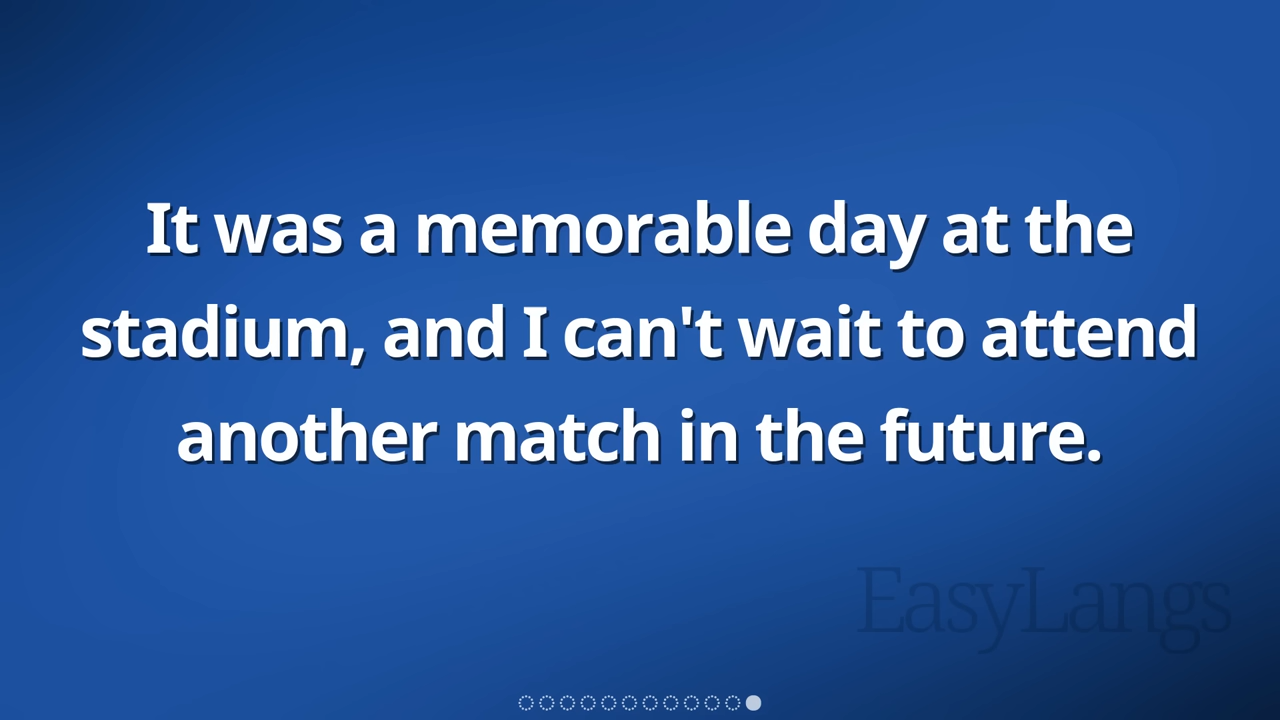 It was a memorable day at the
stadium, and I can't wait to attend
another match in the future.
EasyLangs